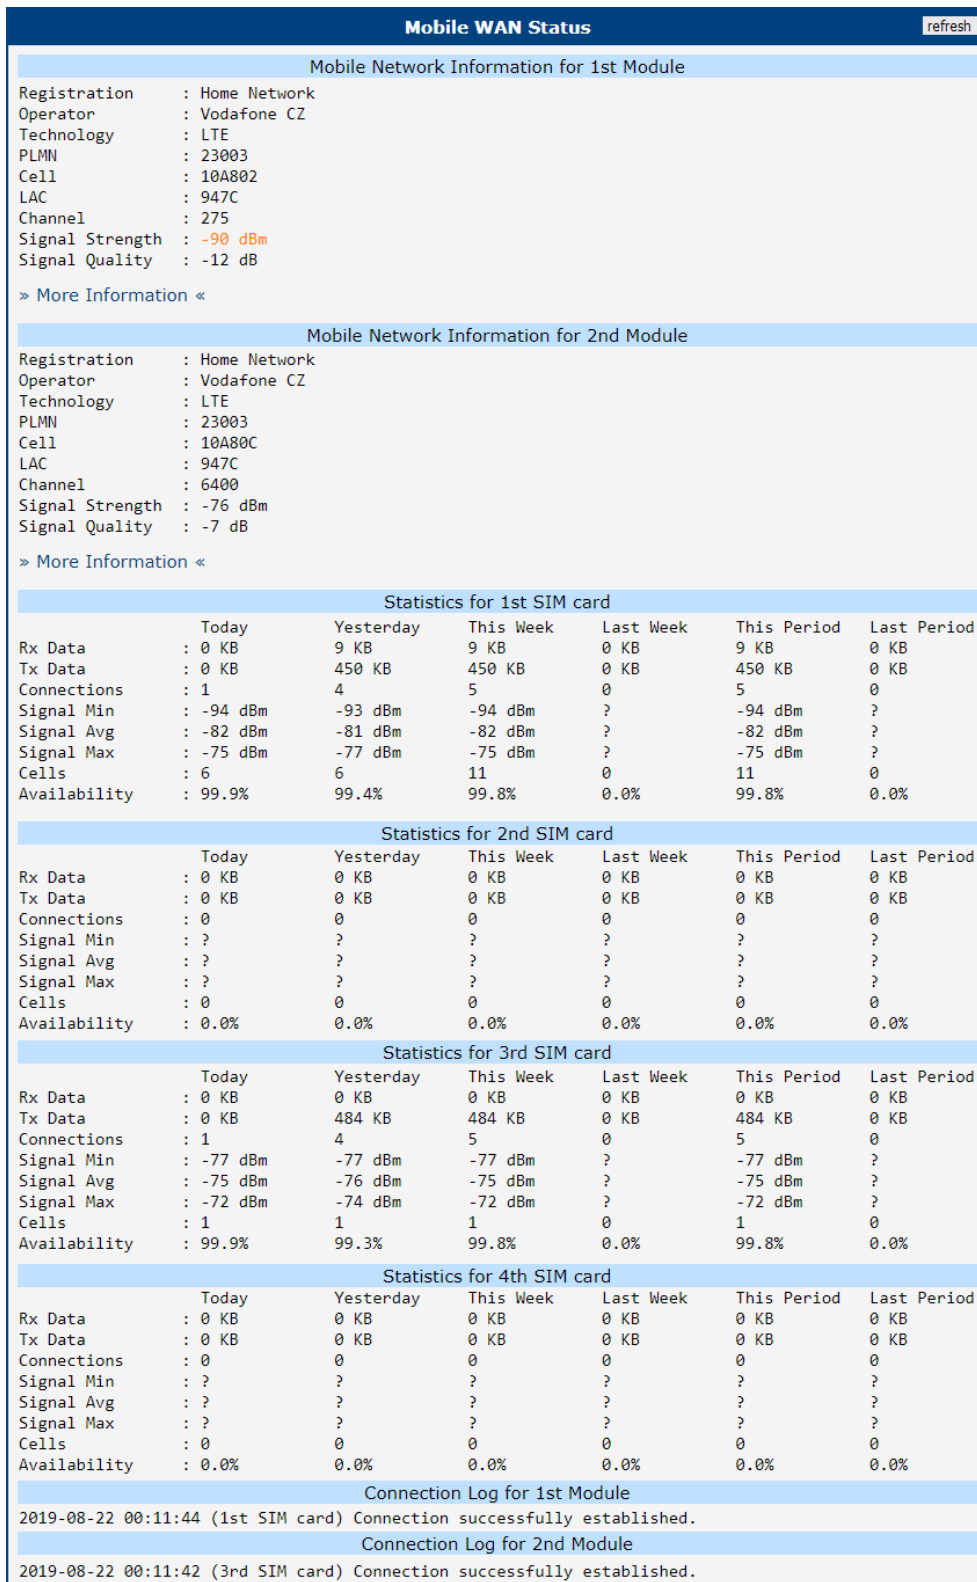 Mobile WAN Status
refresh
Mobile Network Information for 1st Module
Registration : Home Network
Operator : Vodafone CZ
Technology : LTE
PLMN : 23003
Cell : 10A802
LAC : 947C
Channel : 275
Signal Strength : -90 dBm
Signal Quality : -12 dB
» More Information «
Mobile Network Information for 2nd Module
Registration : Home Network
Operator : Vodafone CZ
Technology : LTE
PLMN : 23003
Cell : 10A80C
LAC : 947C
Channel : 6400
Signal Strength : -76 dBm
Signal Quality : -7 dB
» More Information «
Statistics for 1st SIM card
Today Yesterday This Week Last Week This Period Last Period
Rx Data : 0 KB 9 KB 9 KB 0 KB 9 KB 0 KB
Tx Data : 0 KB 450 KB 450 KB 0 KB 450 KB 0 KB
Connections : 1 4 5 0 5 0
Signal Min : -94 dBm -93 dBm -94 dBm ? -94 dBm ?
Signal Avg : -82 dBm -81 dBm -82 dBm ? -82 dBm ?
Signal Max : -75 dBm -77 dBm -75 dBm ? -75 dBm ?
Cells : 6 6 11 0 11 0
Availability : 99.9% 99.4% 99.8% 0.0% 99.8% 0.0%
Statistics for 2nd SIM card
Today Yesterday This Week Last Week This Period Last Period
Rx Data : 0 KB 0 KB 0 KB 0 KB 0 KB 0 KB
Tx Data : 0 KB 0 KB 0 KB 0 KB 0 KB 0 KB
Connections : 0 0 0 0 0 0
Signal Min : ? ? ? ? ? ?
Signal Avg : ? ? ? ? ? ?
Signal Max : ? ? ? ? ? ?
Cells : 0 0 0 0 0 0
Availability : 0.0% 0.0% 0.0% 0.0% 0.0% 0.0%
Statistics for 3rd SIM card
Today Yesterday This Week Last Week This Period Last Period
Rx Data : 0 KB 0 KB 0 KB 0 KB 0 KB 0 KB
Tx Data : 0 KB 484 KB 484 KB 0 KB 484 KB 0 KB
Connections : 1 4 5 0 5 0
Signal Min : -77 dBm -77 dBm -77 dBm ? -77 dBm ?
Signal Avg : -75 dBm -76 dBm -75 dBm ? -75 dBm ?
Signal Max : -72 dBm -74 dBm -72 dBm ? -72 dBm ?
Cells : 1 1 1 0 1 0
Availability : 99.9% 99.3% 99.8% 0.0% 99.8% 0.0%
Statistics for 4th SIM card
Today Yesterday This Week Last Week This Period Last Period
Rx Data : 0 KB 0 KB 0 KB 0 KB 0 KB 0 KB
Tx Data : 0 KB 0 KB 0 KB 0 KB 0 KB 0 KB
Connections : 0 0 0 0 0 0
Signal Min : ? ? ? ? ? ?
Signal Avg : ? ? ? ? ? ?
Signal Max : ? ? ? ? ? ?
Cells : 0 0 0 0 0 0
Availability : 0.0% 0.0% 0.0% 0.0% 0.0% 0.0%
Connection Log for 1st Module
2019-08-22 00:11:44 (1st SIM card) Connection successfully established.
Connection Log for 2nd Module
2019-08-22 00:11:42 (3rd SIM card) Connection successfully established.